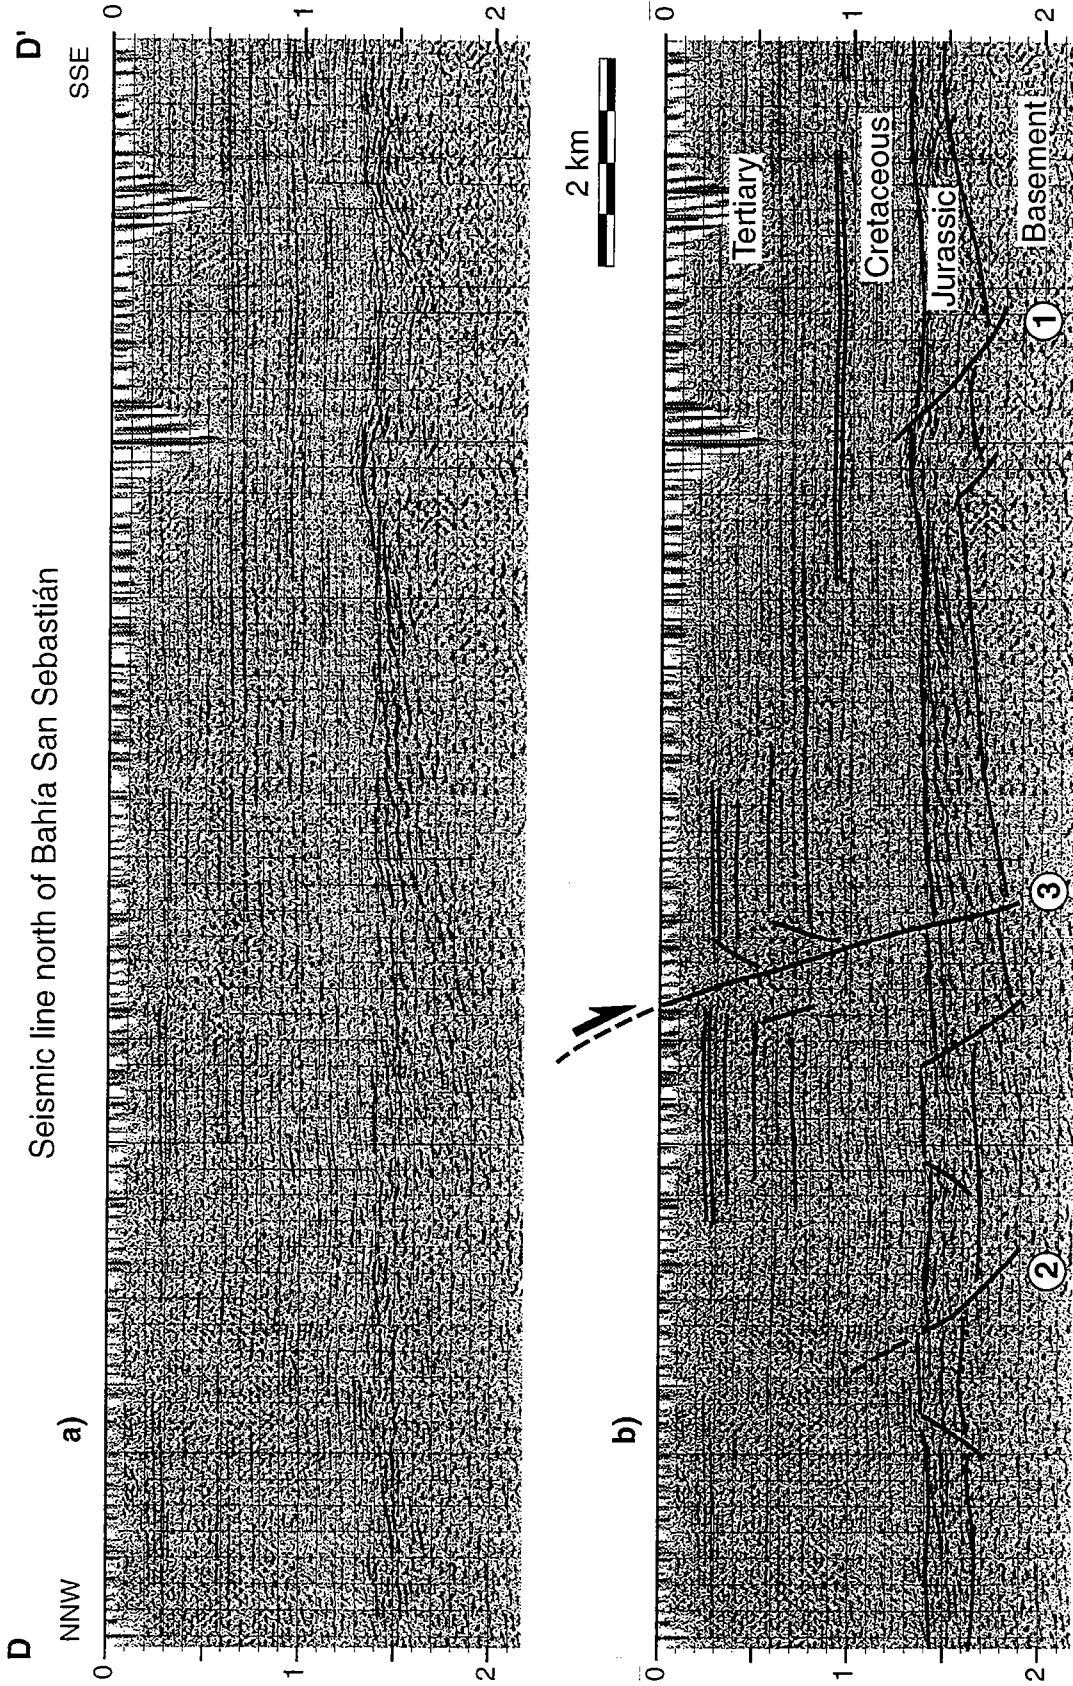 Seismic line north of Bahía San Sebastián
D
D'
NNW
SSE
a)
0
1
2
0
1
2
2 km
b)
0
1
2
0
1
2
Tertiary
Cretaceous
Jurassic
Basement
2
3
1